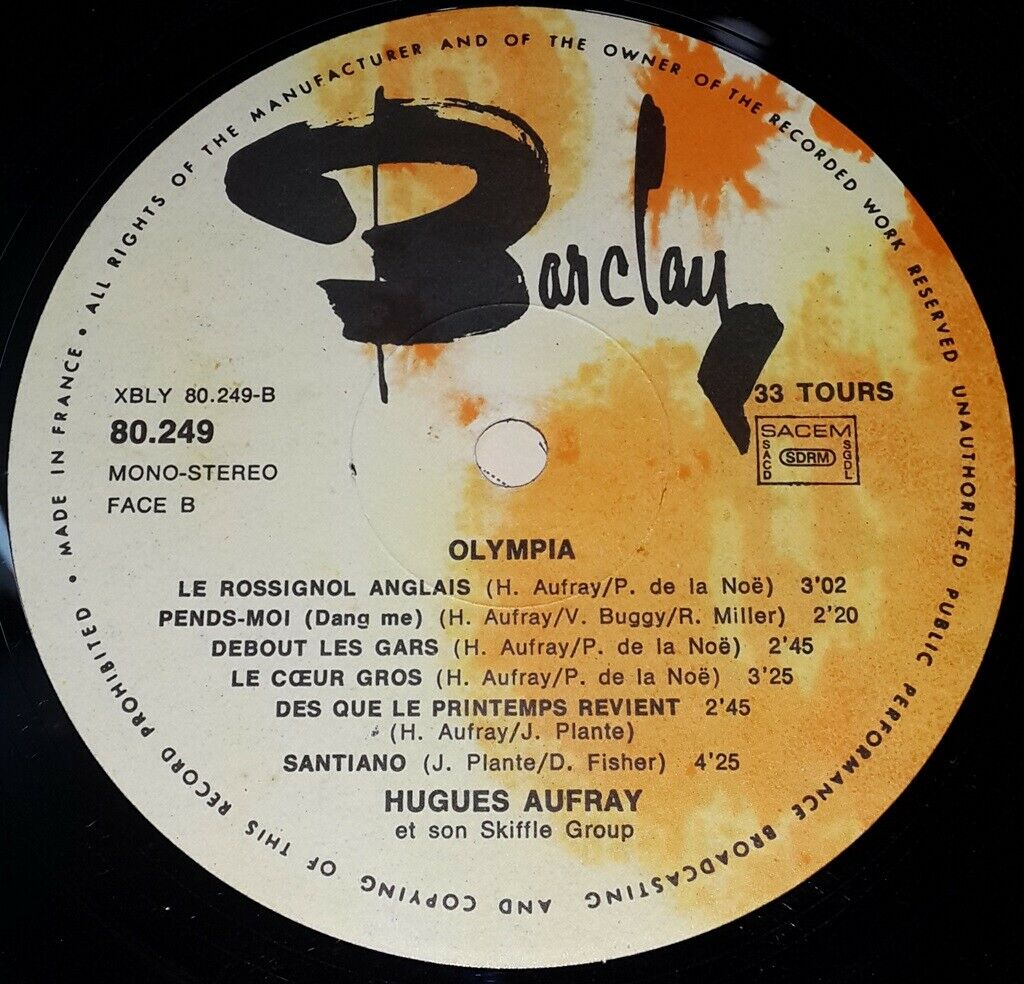 MADE IN FRANCE • ALL RIGHTS OF THE MANUFACTURER AND OF THE OWNER OF THE RECORDED WORK RESERVED UNAUTHORIZED PUBLIC PERFORMANCE BROADCASTING AND COPYING OF THIS RECORD PROHIBITED •
Barclay
XBLY 80.249-B
80.249
MONO-STEREO
FACE B
33 TOURS
SACEM
SACD
SDRM
SGDL
OLYMPIA
LE ROSSIGNOL ANGLAIS (H. Aufray/P. de la Noë) 3'02
PENDS-MOI (Dang me) (H. Aufray/V. Buggy/R. Miller) 2'20
DEBOUT LES GARS (H. Aufray/P. de la Noë) 2'45
LE CŒUR GROS (H. Aufray/P. de la Noë) 3'25
DES QUE LE PRINTEMPS REVIENT 2'45
(H. Aufray/J. Plante)
SANTIANO (J. Plante/D. Fisher) 4'25
HUGUES AUFRAY
et son Skiffle Group